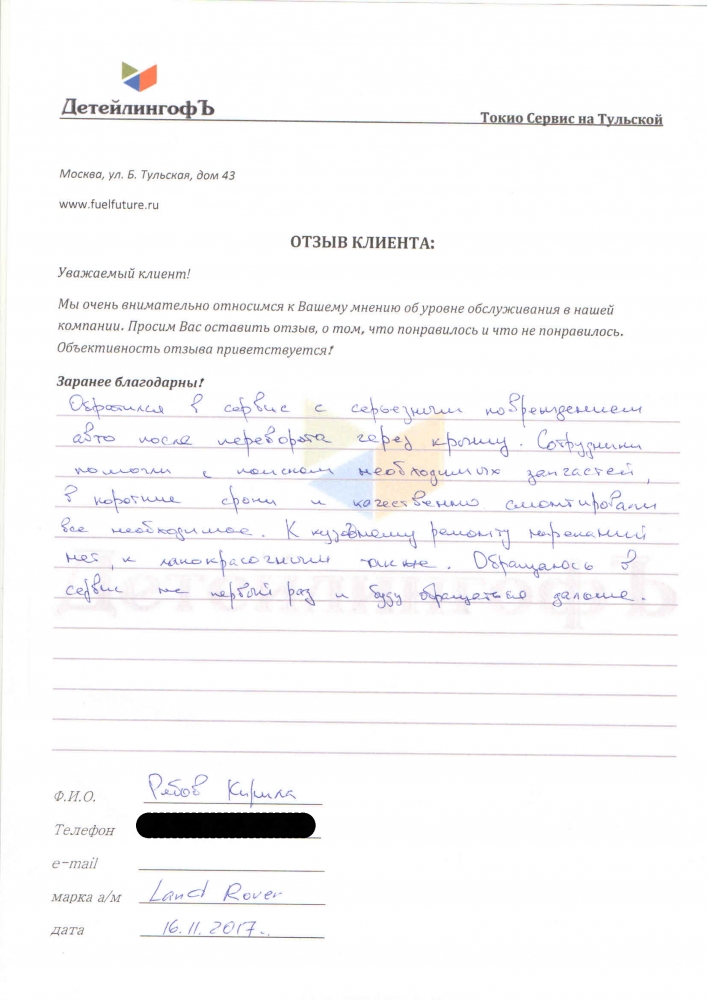 ДетейлингофЪ
Токио Сервис на Тульской
Москва, ул. Б. Тульская, дом 43
www.fuelfuture.ru
ОТЗЫВ КЛИЕНТА:
Уважаемый клиент!
Мы очень внимательно относимся к Вашему мнению об уровне обслуживания в нашей
компании. Просим Вас оставить отзыв, о том, что понравилось и что не понравилось.
Объективность отзыва приветствуется!
Заранее благодарны!
Обратился в сервис с серьезным повреждением
авто после переворота через крышу. Сотрудники
помогли с поиском необходимых запчастей,
в короткие сроки и качественно смонтировали
все необходимое. К кузовному ремонту нареканий
нет, к лакокрасочным также. Обращаюсь в
сервис не первый раз и буду обращаться дальше.
Ф.И.О. Рябов Кирилл
Телефон
e-mail
марка а/м Land Rover
дата 16.11.2017.